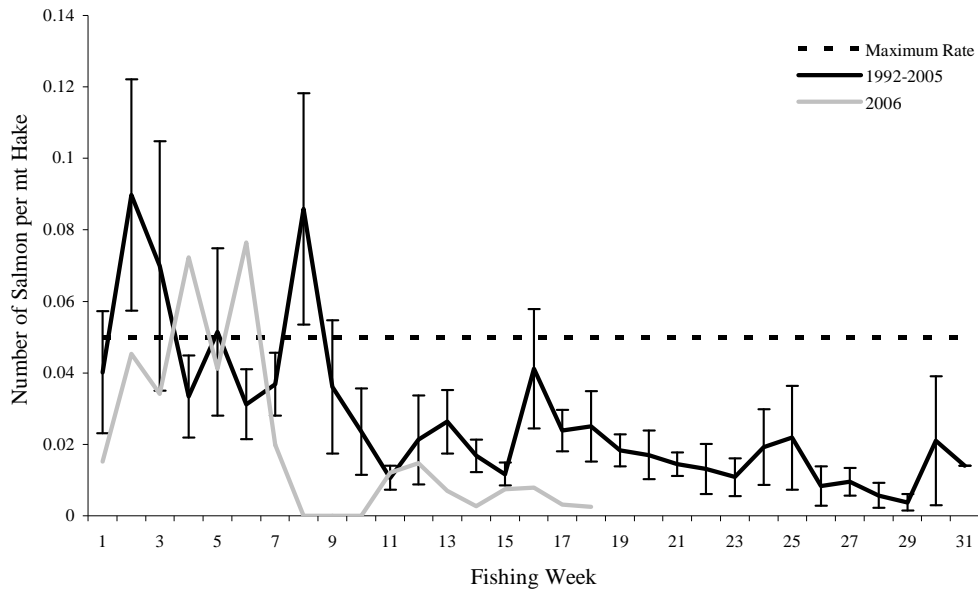 0.14
0.12
0.1
0.08
0.06
0.04
0.02
0
Number of Salmon per mt Hake
Maximum Rate
1992-2005
2006
1 3 5 7 9 11 13 15 17 19 21 23 25 27 29 31
Fishing Week